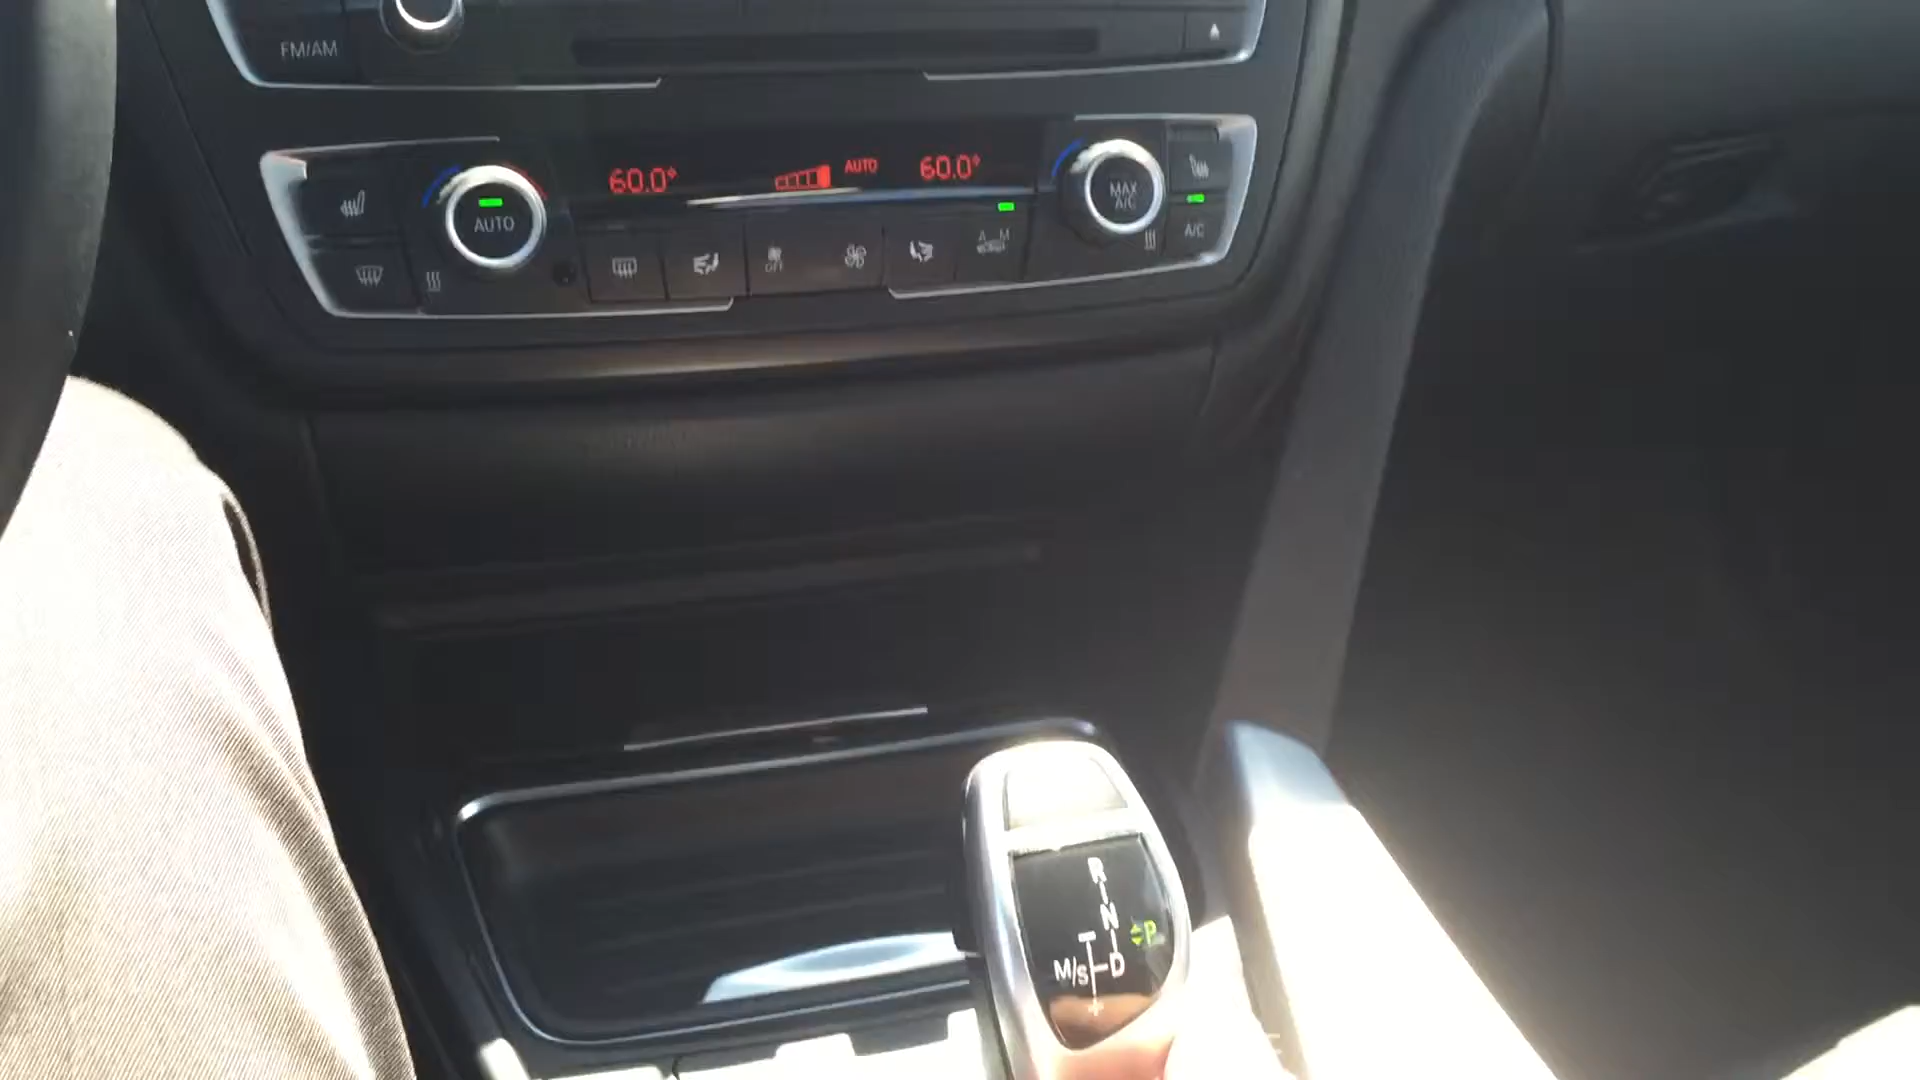 FM/AM
60.0° AUTO 60.0°
AUTO
MAX
A/C
A M
OFF
A/C
R
N
P
M/S D
+